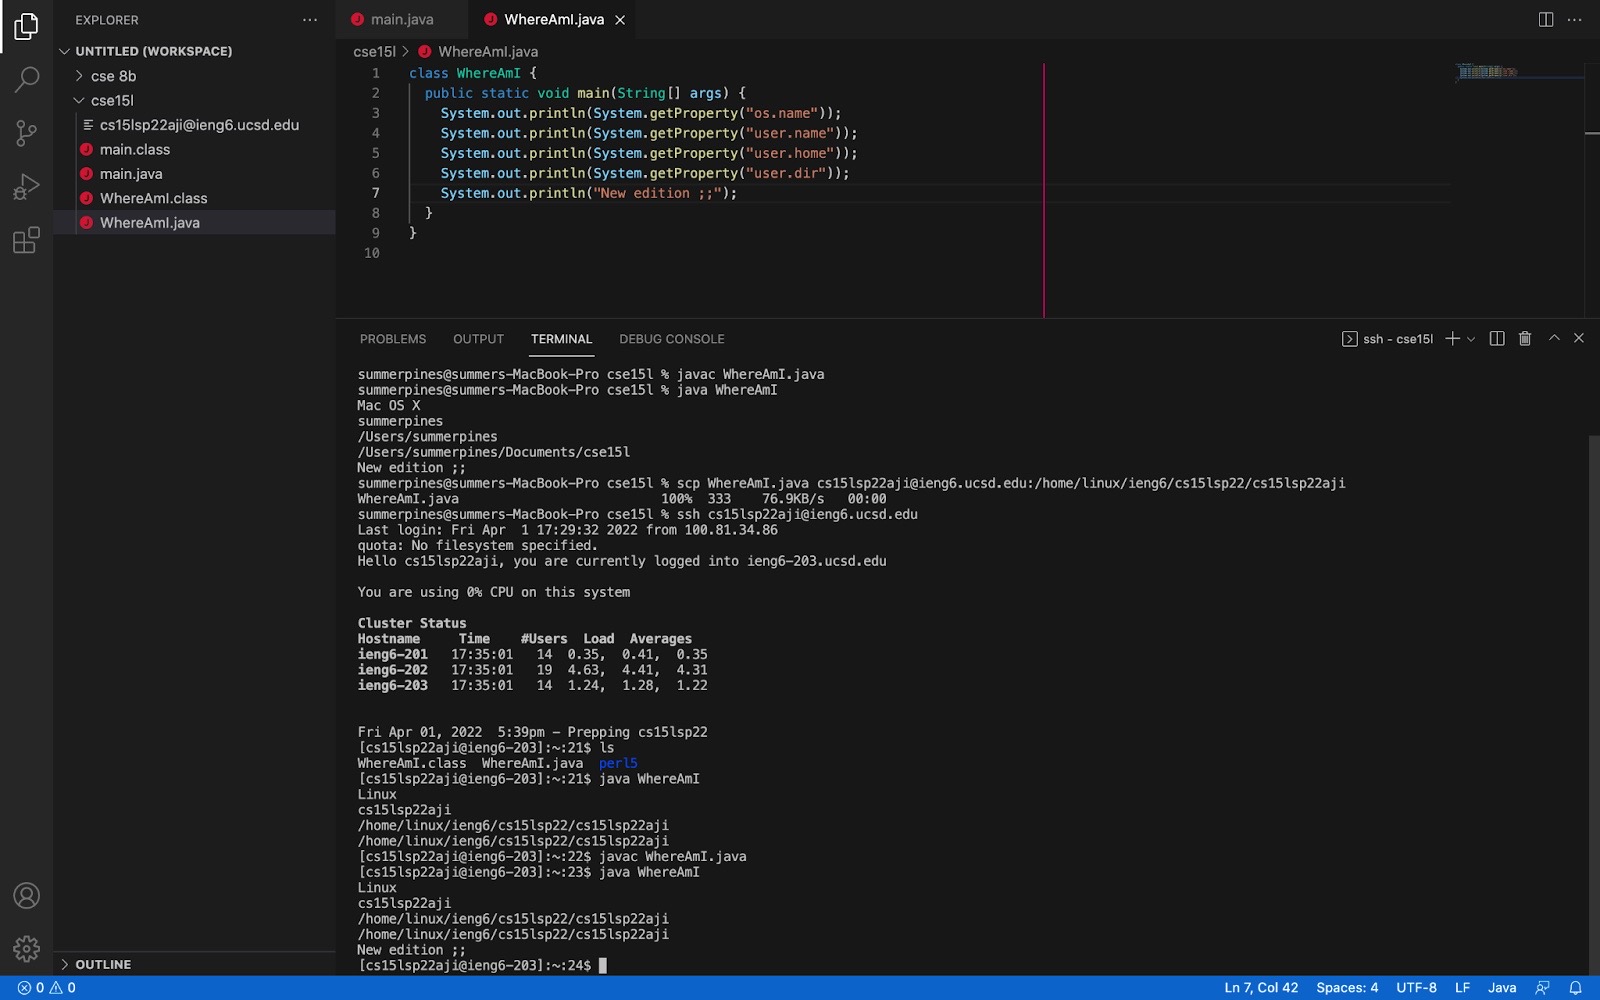 EXPLORER
UNTITLED (WORKSPACE)
cse 8b
cse15l
cs15lsp22aji@ieng6.ucsd.edu
main.class
main.java
WhereAmI.class
WhereAmI.java
OUTLINE
main.java WhereAmI.java
cse15l > WhereAmI.java
1 class WhereAmI {
2 public static void main(String[] args) {
3 System.out.println(System.getProperty("os.name"));
4 System.out.println(System.getProperty("user.name"));
5 System.out.println(System.getProperty("user.home"));
6 System.out.println(System.getProperty("user.dir"));
7 System.out.println("New edition ;;");
8 }
9 }
10
PROBLEMS OUTPUT TERMINAL DEBUG CONSOLE ssh - cse15l
summerpines@summers-MacBook-Pro cse15l % javac WhereAmI.java
summerpines@summers-MacBook-Pro cse15l % java WhereAmI
Mac OS X
summerpines
/Users/summerpines
/Users/summerpines/Documents/cse15l
New edition ;;
summerpines@summers-MacBook-Pro cse15l % scp WhereAmI.java cs15lsp22aji@ieng6.ucsd.edu:/home/linux/ieng6/cs15lsp22/cs15lsp22aji
WhereAmI.java 100% 333 76.9KB/s 00:00
summerpines@summers-MacBook-Pro cse15l % ssh cs15lsp22aji@ieng6.ucsd.edu
Last login: Fri Apr 1 17:29:32 2022 from 100.81.34.86
quota: No filesystem specified.
Hello cs15lsp22aji, you are currently logged into ieng6-203.ucsd.edu
You are using 0% CPU on this system
Cluster Status
Hostname Time #Users Load Averages
ieng6-201 17:35:01 14 0.35, 0.41, 0.35
ieng6-202 17:35:01 19 4.63, 4.41, 4.31
ieng6-203 17:35:01 14 1.24, 1.28, 1.22
Fri Apr 01, 2022 5:39pm - Prepping cs15lsp22
[cs15lsp22aji@ieng6-203]:~:21$ ls
WhereAmI.class WhereAmI.java perl5
[cs15lsp22aji@ieng6-203]:~:21$ java WhereAmI
Linux
cs15lsp22aji
/home/linux/ieng6/cs15lsp22/cs15lsp22aji
/home/linux/ieng6/cs15lsp22/cs15lsp22aji
[cs15lsp22aji@ieng6-203]:~:22$ javac WhereAmI.java
[cs15lsp22aji@ieng6-203]:~:23$ java WhereAmI
Linux
cs15lsp22aji
/home/linux/ieng6/cs15lsp22/cs15lsp22aji
/home/linux/ieng6/cs15lsp22/cs15lsp22aji
New edition ;;
[cs15lsp22aji@ieng6-203]:~:24$
0 0 Ln 7, Col 42 Spaces: 4 UTF-8 LF Java